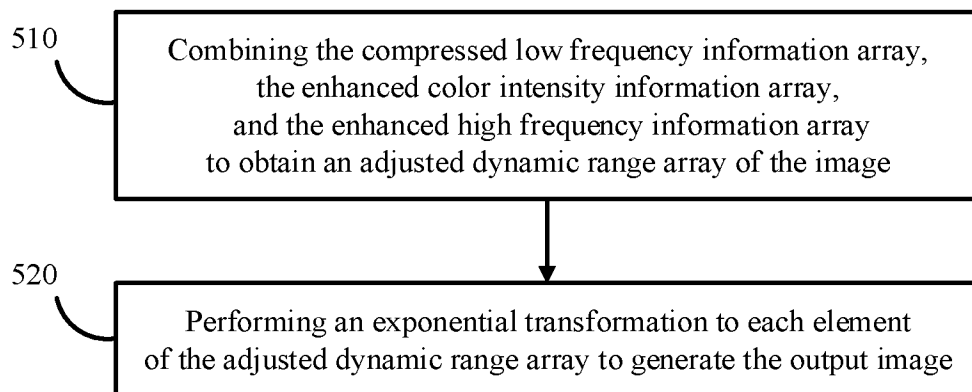 510
Combining the compressed low frequency information array,
the enhanced color intensity information array,
and the enhanced high frequency information array
to obtain an adjusted dynamic range array of the image
520
Performing an exponential transformation to each element
of the adjusted dynamic range array to generate the output image